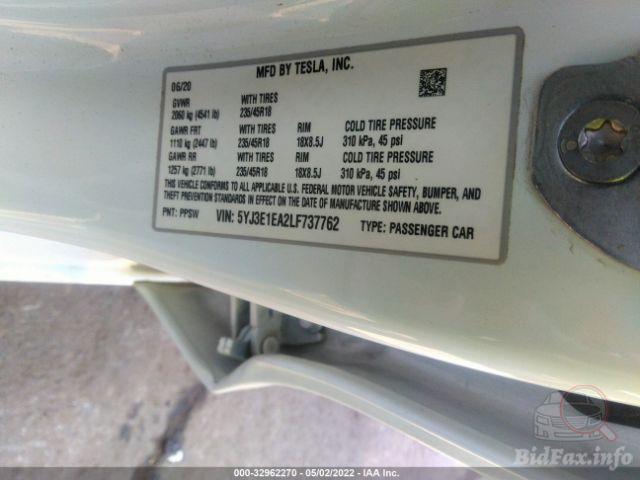 MFD BY TESLA, INC.
06/20
GVWR WITH TIRES
2060 kg (4541 lb) 235/45R18
GAWR FRT WITH TIRES RIM COLD TIRE PRESSURE
1110 kg (2447 lb) 235/45R18 18X8.5J 310 kPa, 45 psi
GAWR RR WITH TIRES RIM COLD TIRE PRESSURE
1257 kg (2771 lb) 235/45R18 18X8.5J 310 kPa, 45 psi
THIS VEHICLE CONFORMS TO ALL APPLICABLE U.S. FEDERAL MOTOR VEHICLE SAFETY, BUMPER, AND
THEFT PREVENTION STANDARDS IN EFFECT ON THE DATE OF MANUFACTURE SHOWN ABOVE.
PNT: PPSW VIN: 5YJ3E1EA2LF737762 TYPE: PASSENGER CAR
BidFax.info
000-32962270 - 05/02/2022 - IAA Inc.